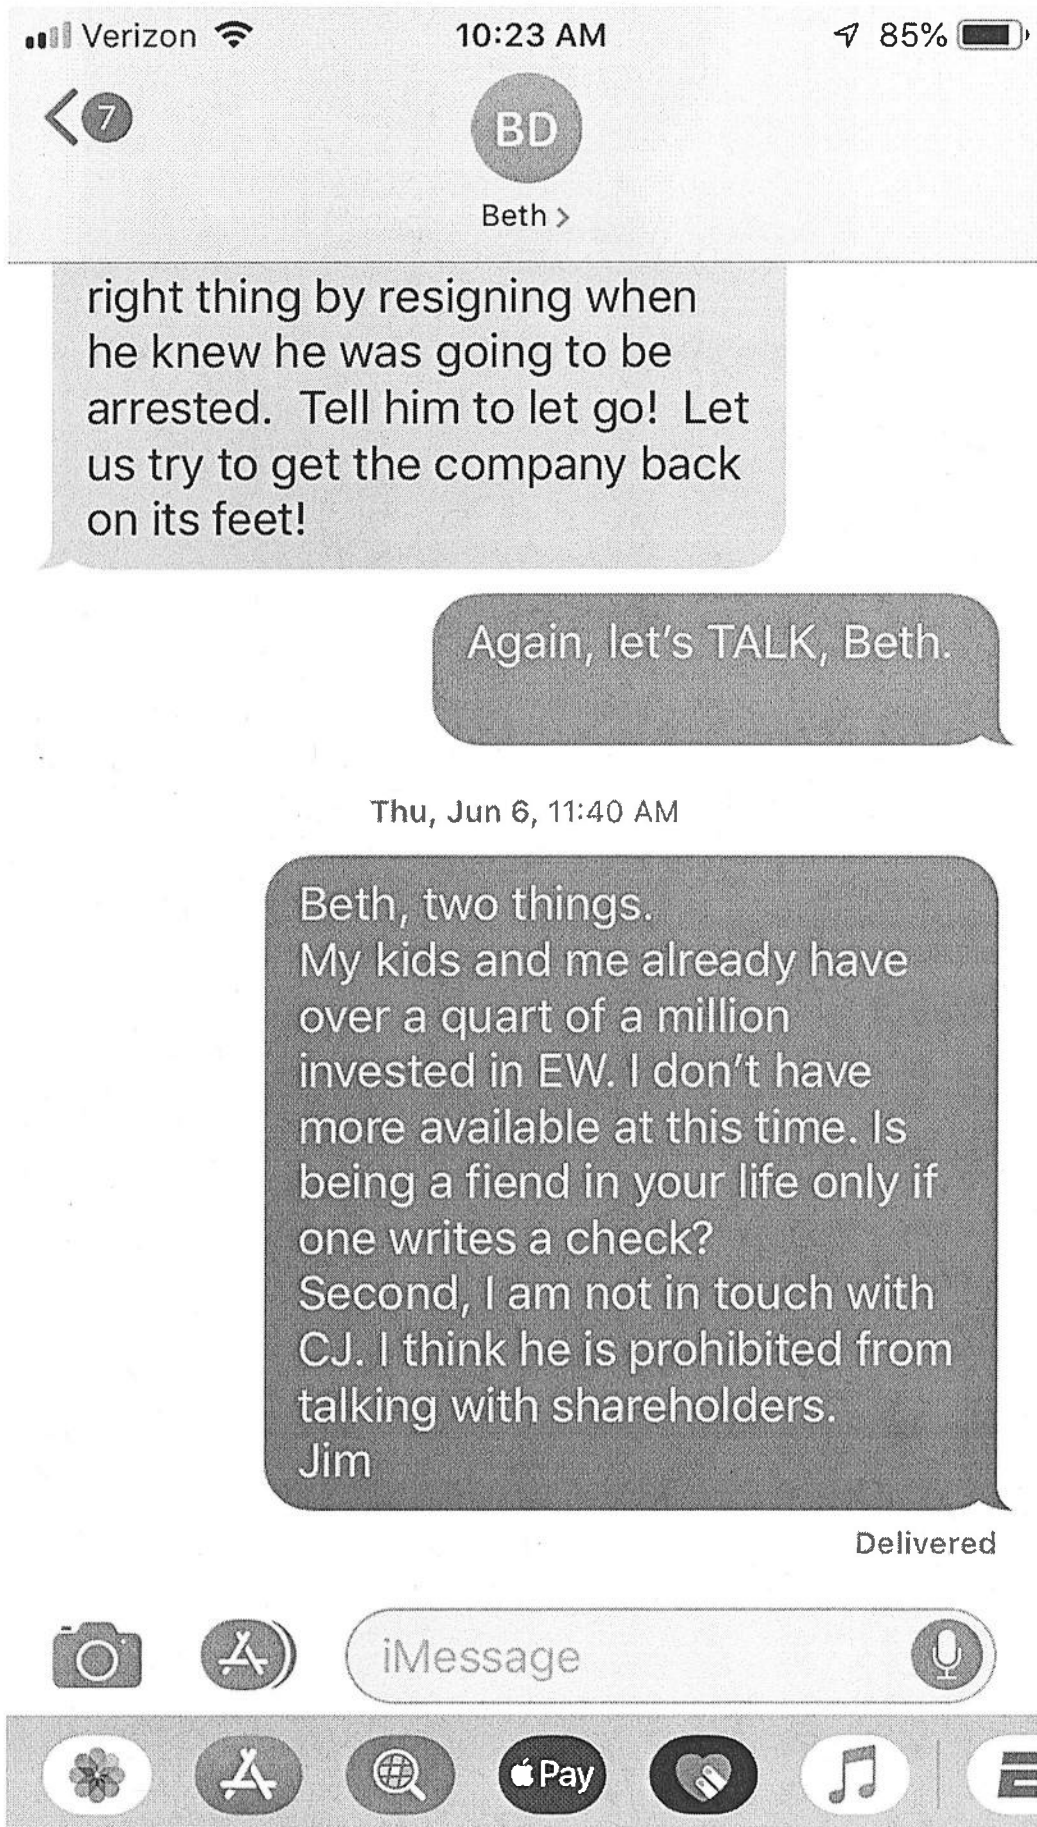 Verizon 10:23 AM 85%
7
BD
Beth >
right thing by resigning when
he knew he was going to be
arrested.  Tell him to let go!  Let
us try to get the company back
on its feet!
Again, let's TALK, Beth.
Thu, Jun 6, 11:40 AM
Beth, two things.
My kids and me already have
over a quart of a million
invested in EW. I don't have
more available at this time. Is
being a fiend in your life only if
one writes a check?
Second, I am not in touch with
CJ. I think he is prohibited from
talking with shareholders.
Jim
Delivered
iMessage
Pay